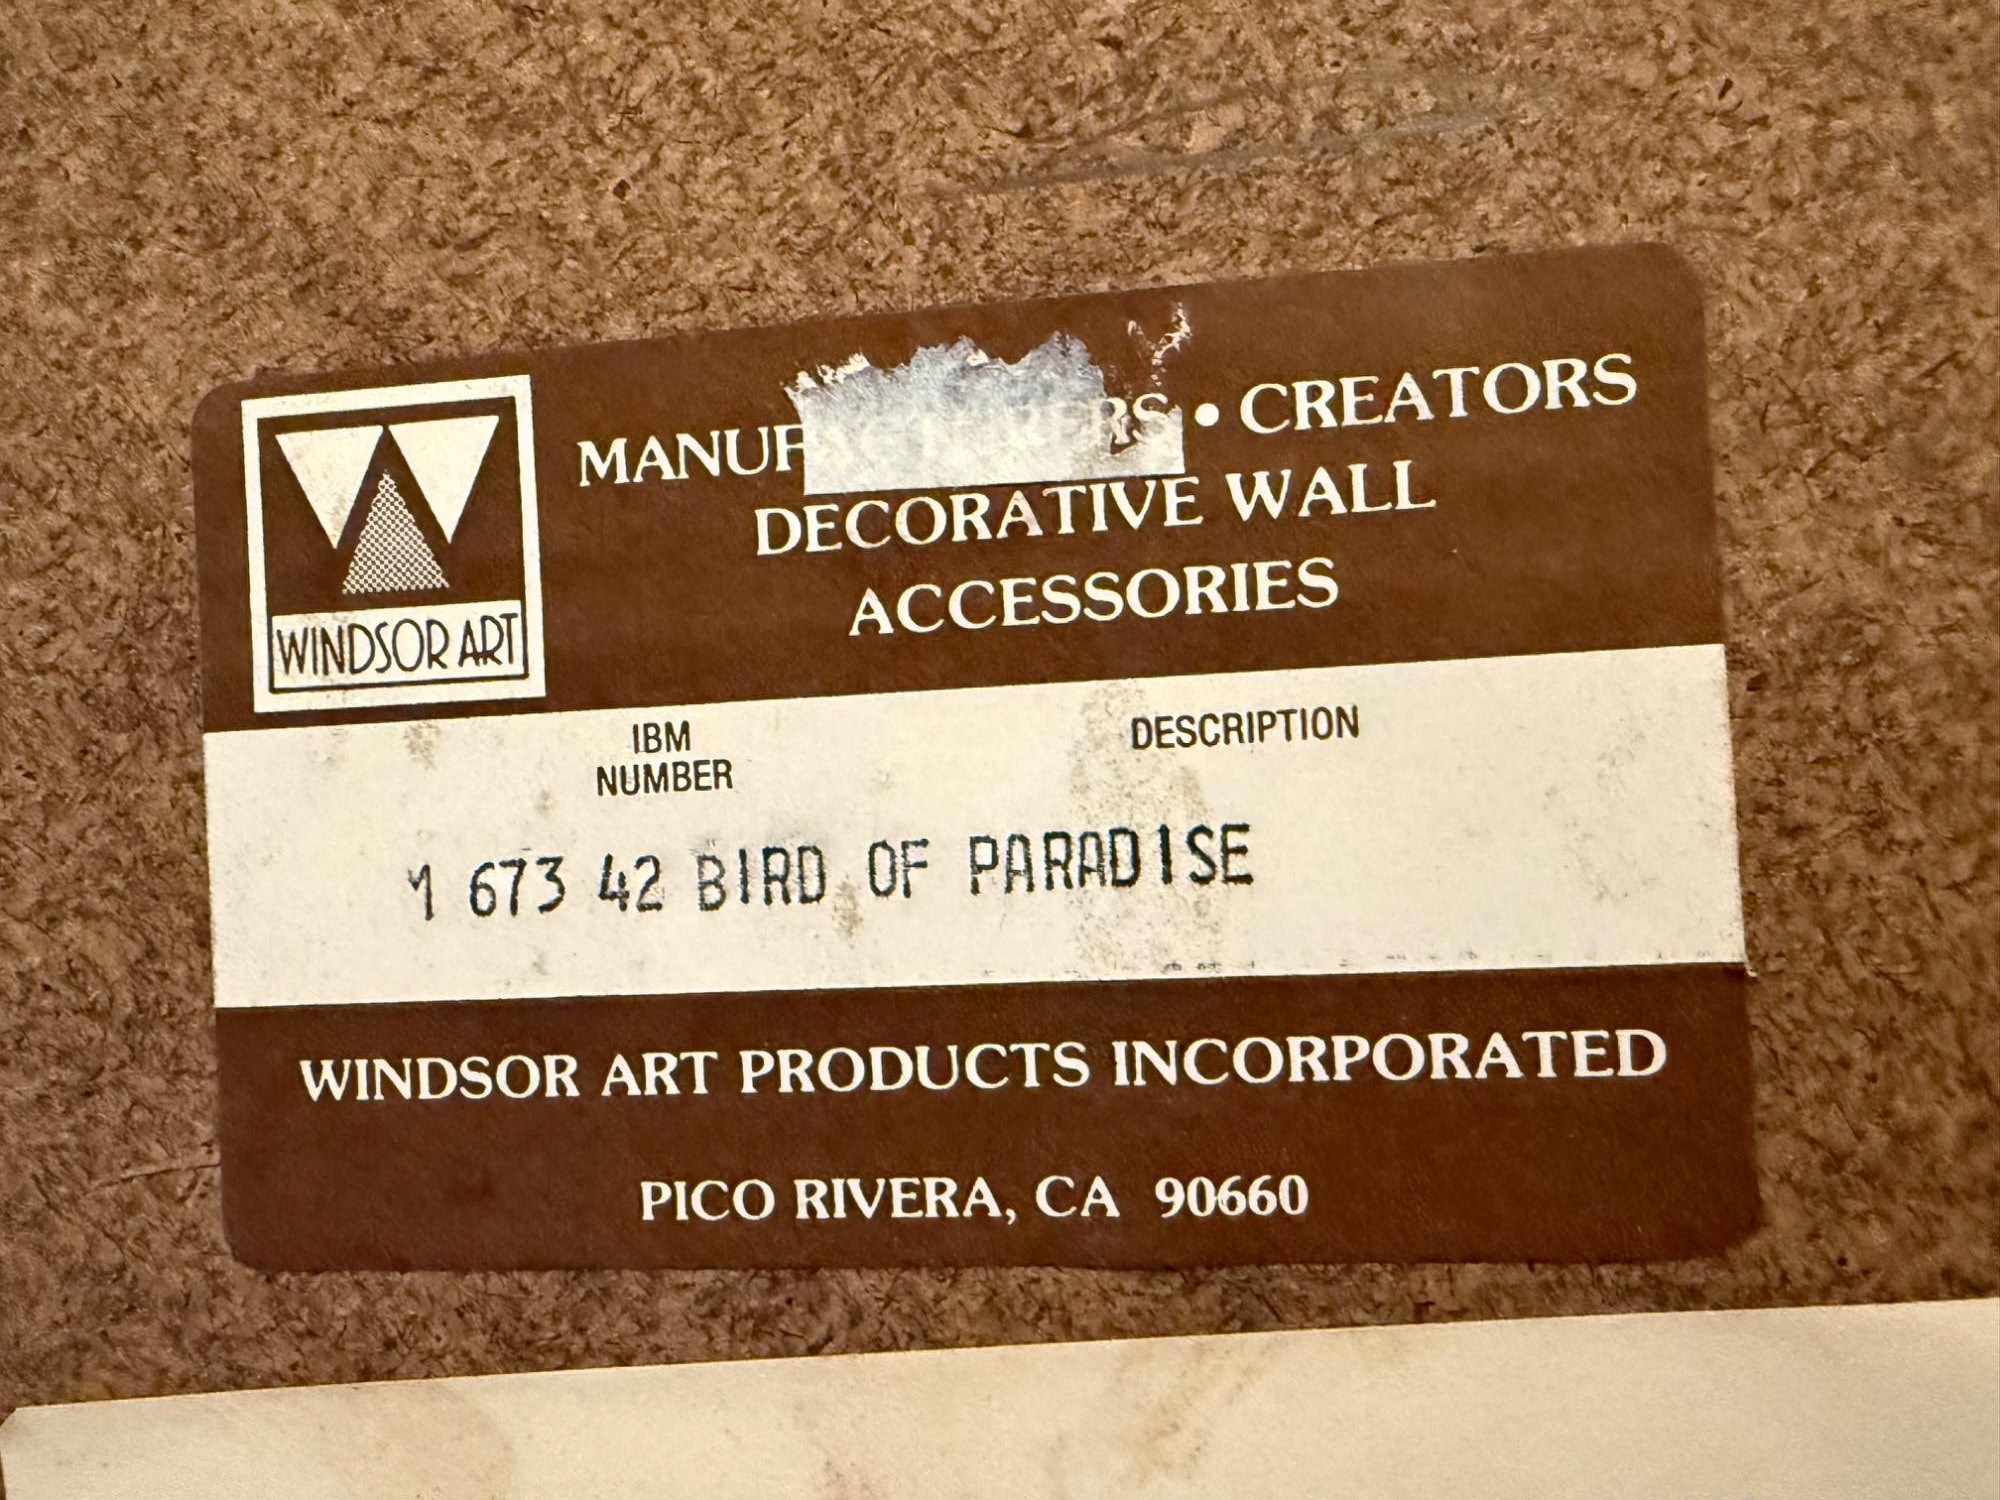 MANUFACTURERS • CREATORS
DECORATIVE WALL
ACCESSORIES
WINDSOR ART
IBM
NUMBER
DESCRIPTION
1 673 42 BIRD OF PARADISE
WINDSOR ART PRODUCTS INCORPORATED
PICO RIVERA, CA 90660